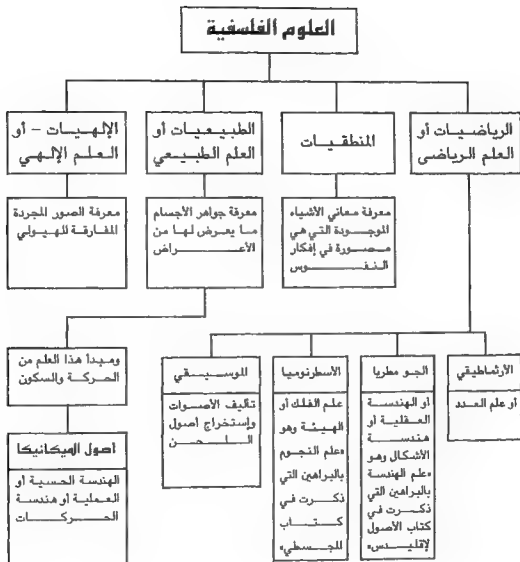 العلوم الفلسفية
الرياضيات أو
العلم الرياضى
المنطقيات
الطبيعيات أو
العلم الطبيعي
الإلهيات – أو
العلم الإلهي
معرفة معاني الأشياء
الموجودة التي هي
مصورة في إفكار
النفوس
معرفة جواهر الأجسام
ما يعرض لها من
الأعراض
معرفة الصور المجردة
المفارقة للهيولي
الأرثماطيقي
أو علم العدد
الجو مطريا
أو الهندسة
العقلية أو
هندسة
الأشكال وهو
«علم الهندسة
بالبراهين التي
ذكرت في
كتاب الأصول
لإقليدس»
الأسطرنوميا
علم الفلك أو
الهيئة وهو
«علم النجوم
بالبراهين التي
ذكرت في
كتاب
المجسطي»
الموسيقي
تأليف الأصوات
وإستخراج أصول
اللحن
ومبدأ هذا العلم من
الحركة والسكون
أصول الميكانيكا
الهندسة الحسية أو
العملية أو هندسة
الحركات